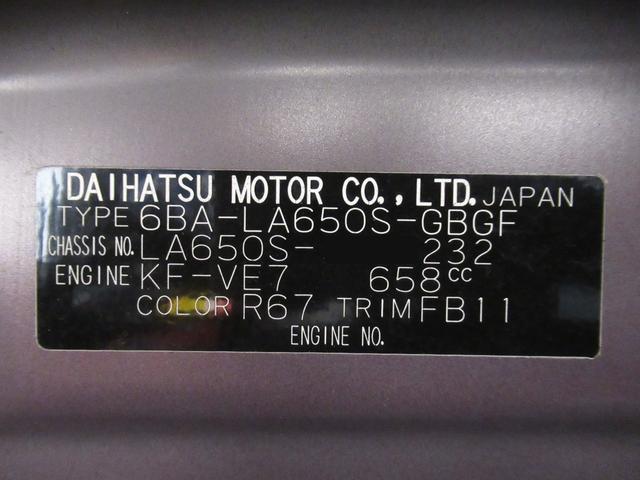 DAIHATSU MOTOR CO., LTD. JAPAN
TYPE 6BA-LA650S-GBGF
CHASSIS NO. LA650S- 232
ENGINE KF-VE7 658cc
COLOR R67 TRIM FB11
ENGINE NO.